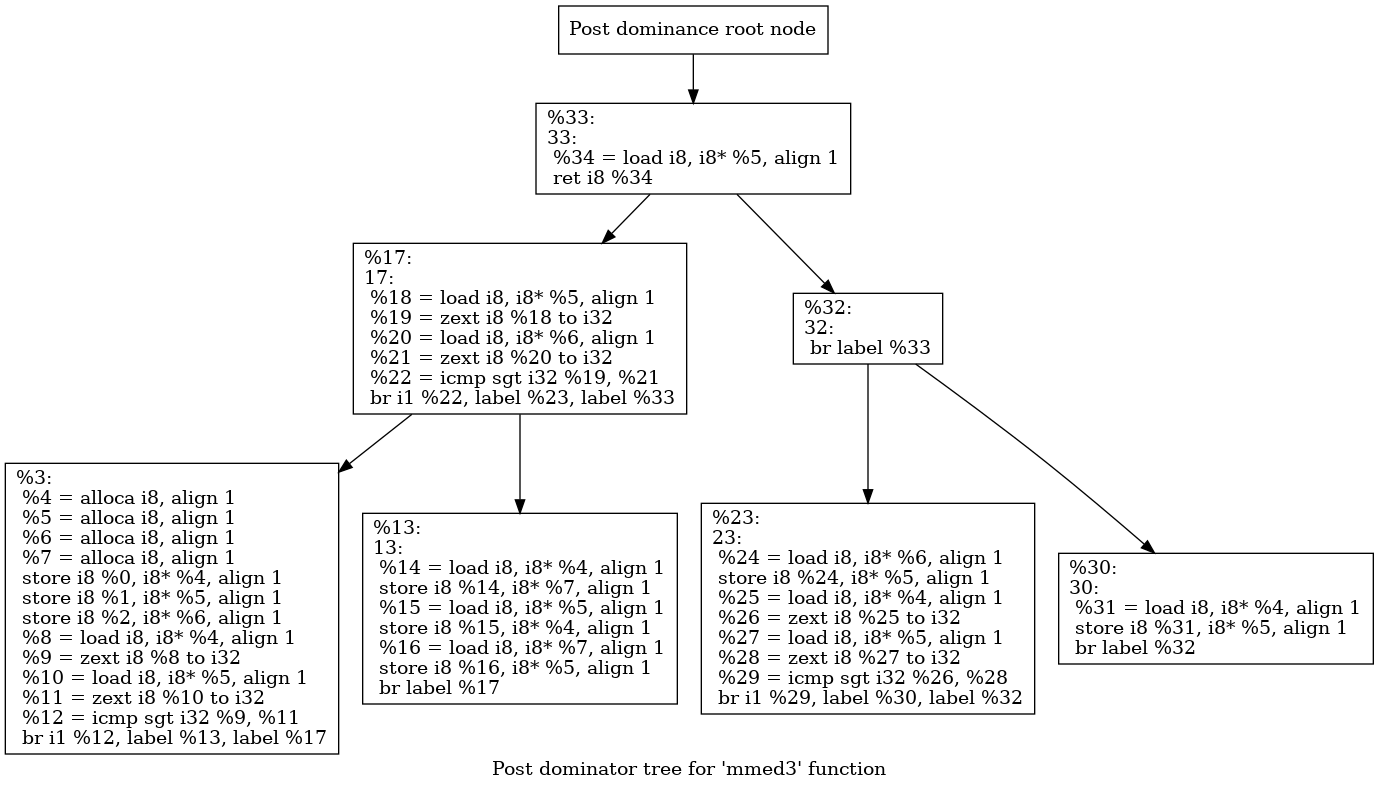 Post dominance root node
%33:
33:
%34 = load i8, i8* %5, align 1
ret i8 %34
%17:
17:
%18 = load i8, i8* %5, align 1
%19 = zext i8 %18 to i32
%20 = load i8, i8* %6, align 1
%21 = zext i8 %20 to i32
%22 = icmp sgt i32 %19, %21
br i1 %22, label %23, label %33
%32:
32:
br label %33
%3:
%4 = alloca i8, align 1
%5 = alloca i8, align 1
%6 = alloca i8, align 1
%7 = alloca i8, align 1
store i8 %0, i8* %4, align 1
store i8 %1, i8* %5, align 1
store i8 %2, i8* %6, align 1
%8 = load i8, i8* %4, align 1
%9 = zext i8 %8 to i32
%10 = load i8, i8* %5, align 1
%11 = zext i8 %10 to i32
%12 = icmp sgt i32 %9, %11
br i1 %12, label %13, label %17
%13:
13:
%14 = load i8, i8* %4, align 1
store i8 %14, i8* %7, align 1
%15 = load i8, i8* %5, align 1
store i8 %15, i8* %4, align 1
%16 = load i8, i8* %7, align 1
store i8 %16, i8* %5, align 1
br label %17
%23:
23:
%24 = load i8, i8* %6, align 1
store i8 %24, i8* %5, align 1
%25 = load i8, i8* %4, align 1
%26 = zext i8 %25 to i32
%27 = load i8, i8* %5, align 1
%28 = zext i8 %27 to i32
%29 = icmp sgt i32 %26, %28
br i1 %29, label %30, label %32
%30:
30:
%31 = load i8, i8* %4, align 1
store i8 %31, i8* %5, align 1
br label %32
Post dominator tree for 'mmed3' function